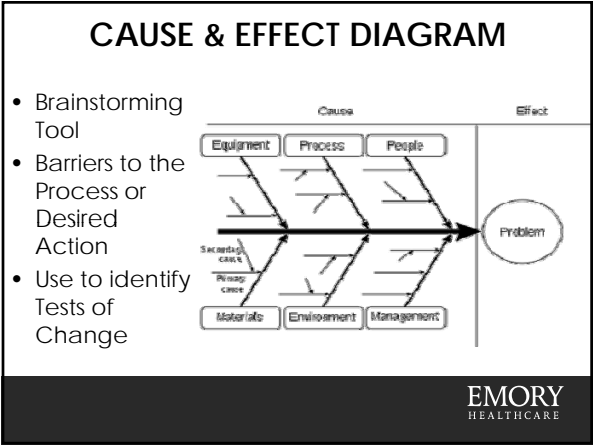 CAUSE & EFFECT DIAGRAM
• Brainstorming
Tool
• Barriers to the
Process or
Desired
Action
• Use to identify
Tests of
Change
Cause
Effect
Equipment
Process
People
Problem
Secondary
cause
Primary
cause
Materials
Environment
Management
EMORY
HEALTHCARE